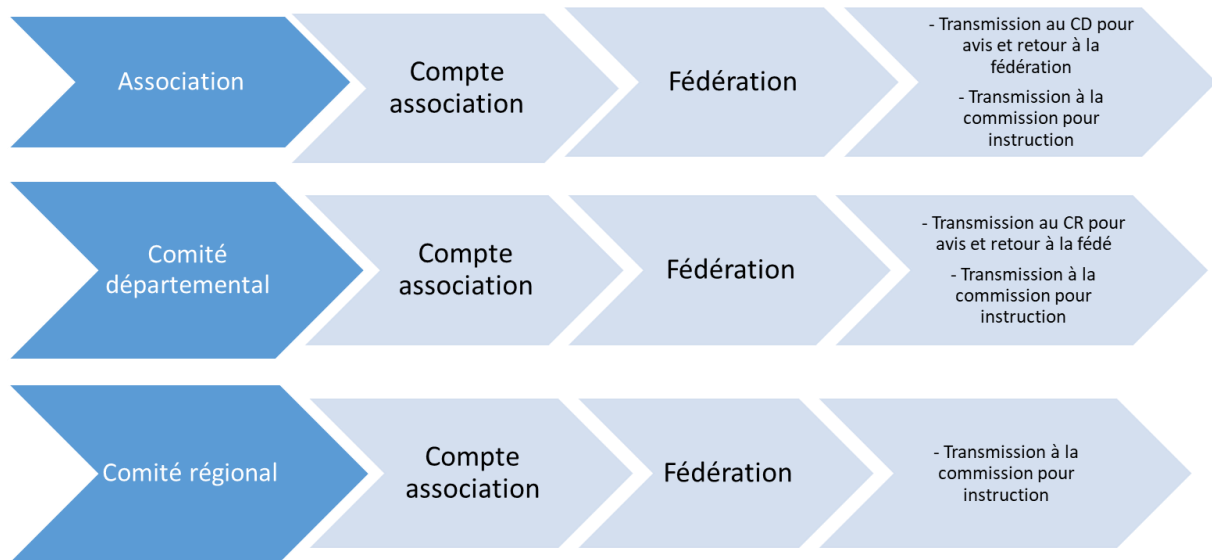 Association
Compte
association
Fédération
- Transmission au CD pour
avis et retour à la
fédération
- Transmission à la
commission pour
instruction
Comité
départemental
Compte
association
Fédération
- Transmission au CR pour
avis et retour à la fédé
- Transmission à la
commission pour
instruction
Comité régional
Compte
association
Fédération
- Transmission à la
commission pour
instruction